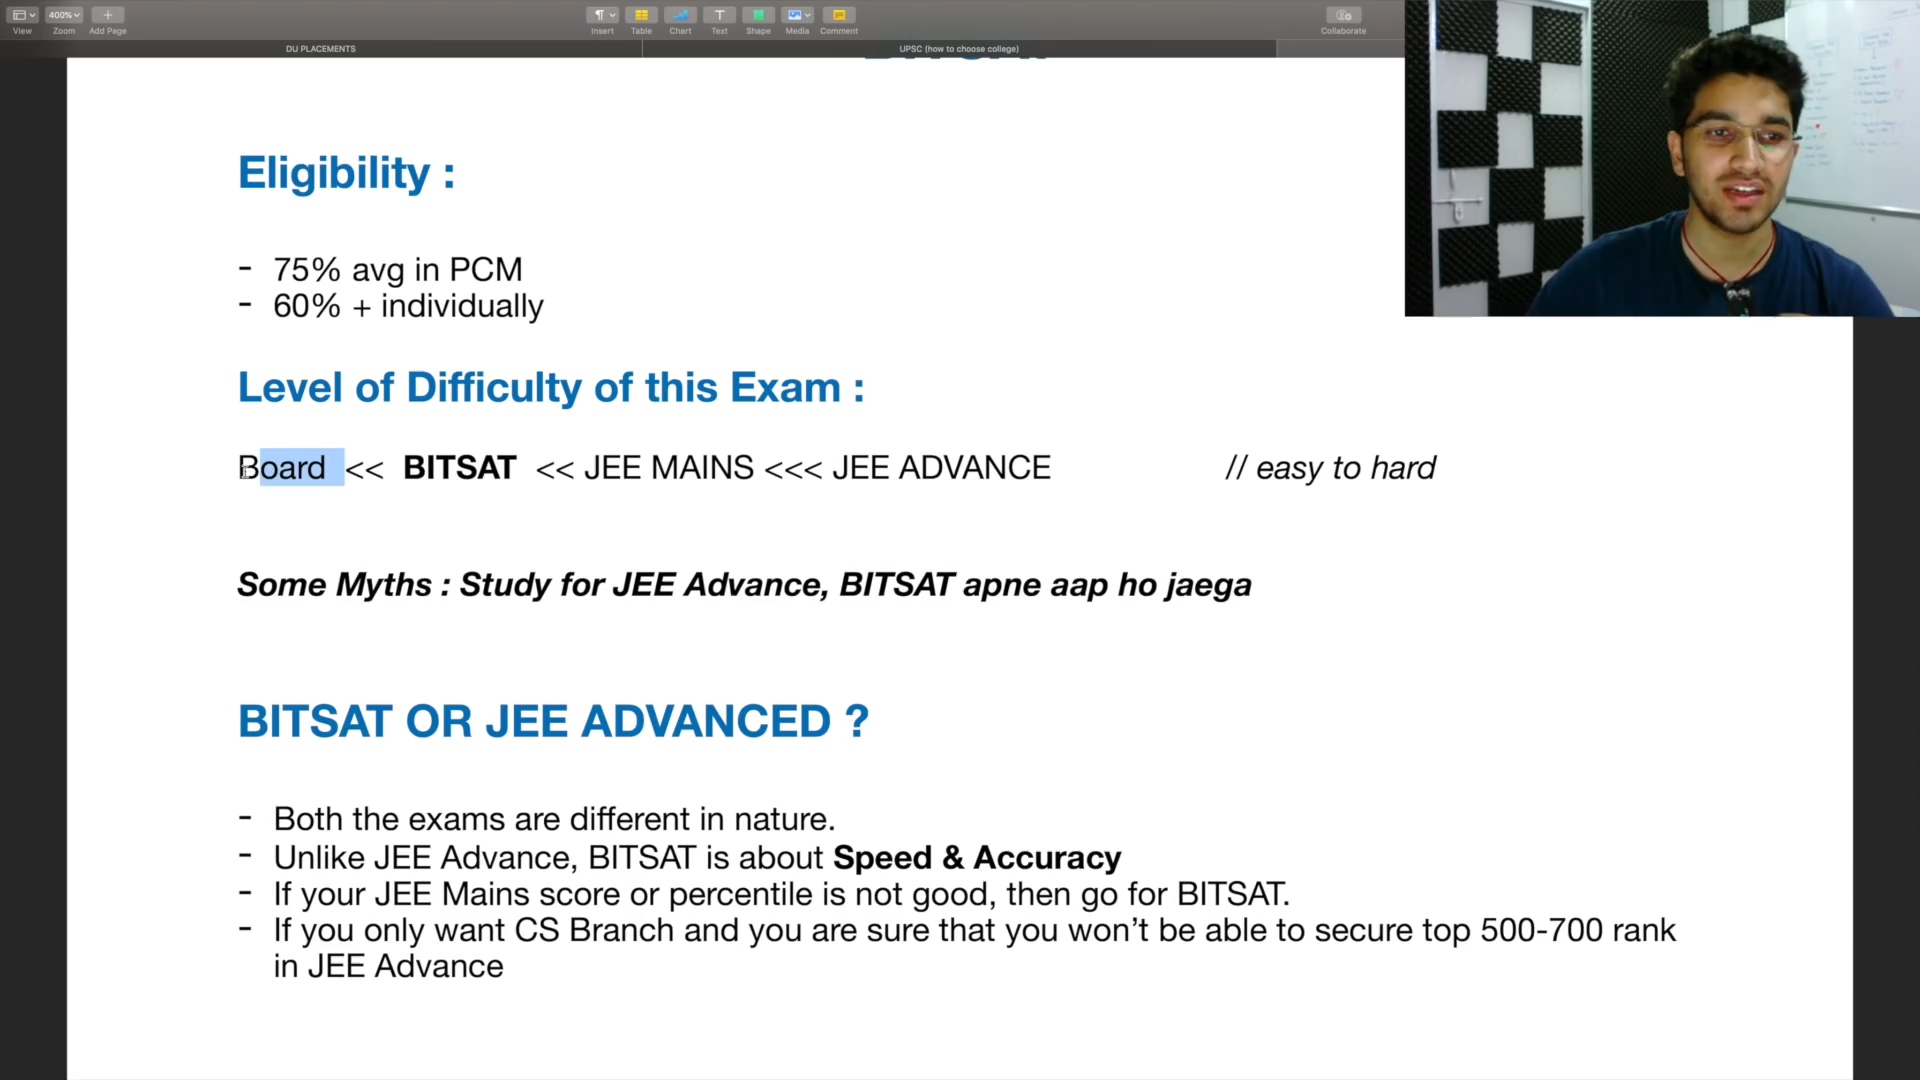 400%
View
Zoom
Add Page
Insert
Table
Chart
Text
Shape
Media
Comment
Collaborate
DU PLACEMENTS
UPSC (how to choose college)
Eligibility :
- 75% avg in PCM
- 60% + individually
Level of Difficulty of this Exam :
Board << BITSAT << JEE MAINS <<< JEE ADVANCE // easy to hard
Some Myths : Study for JEE Advance, BITSAT apne aap ho jaega
BITSAT OR JEE ADVANCED ?
- Both the exams are different in nature.
- Unlike JEE Advance, BITSAT is about Speed & Accuracy
- If your JEE Mains score or percentile is not good, then go for BITSAT.
- If you only want CS Branch and you are sure that you won’t be able to secure top 500-700 rank
in JEE Advance